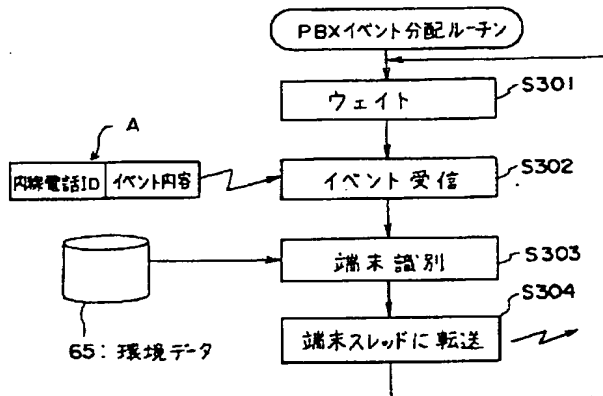 PBXイベント分配ルーチン
ウェイト
S301
A
内線電話ID イベント内容
イベント受信
S302
端末識別
S303
65:環境データ
端末スレッドに転送
S304